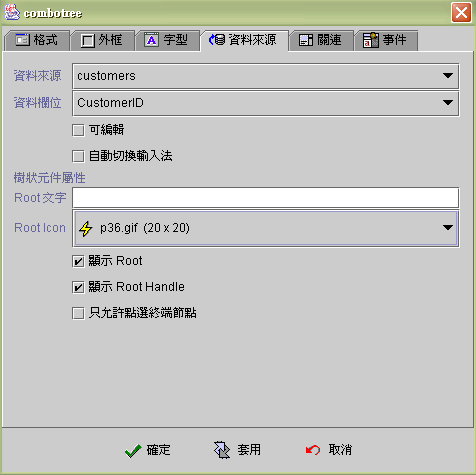 combotree
格式 外框 字型 資料來源 關連 事件
資料來源 customers
資料欄位 CustomerID
可編輯
自動切換輸入法
樹狀元件屬性
Root 文字
Root Icon p36.gif (20 x 20)
顯示 Root
顯示 Root Handle
只允許點選終端節點
確定 套用 取消